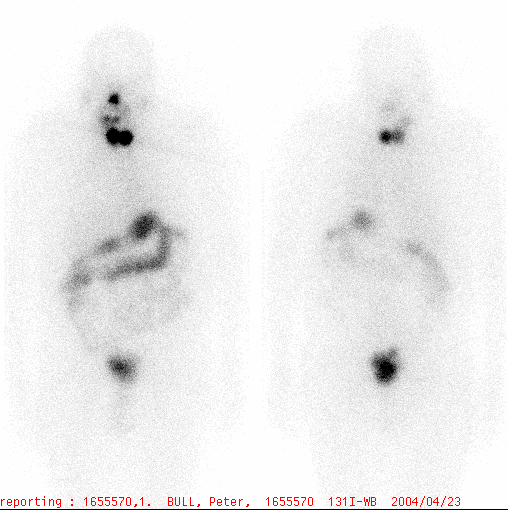 reporting : 1655570,1.  BULL, Peter,  1655570  131I-WB  2004/04/23